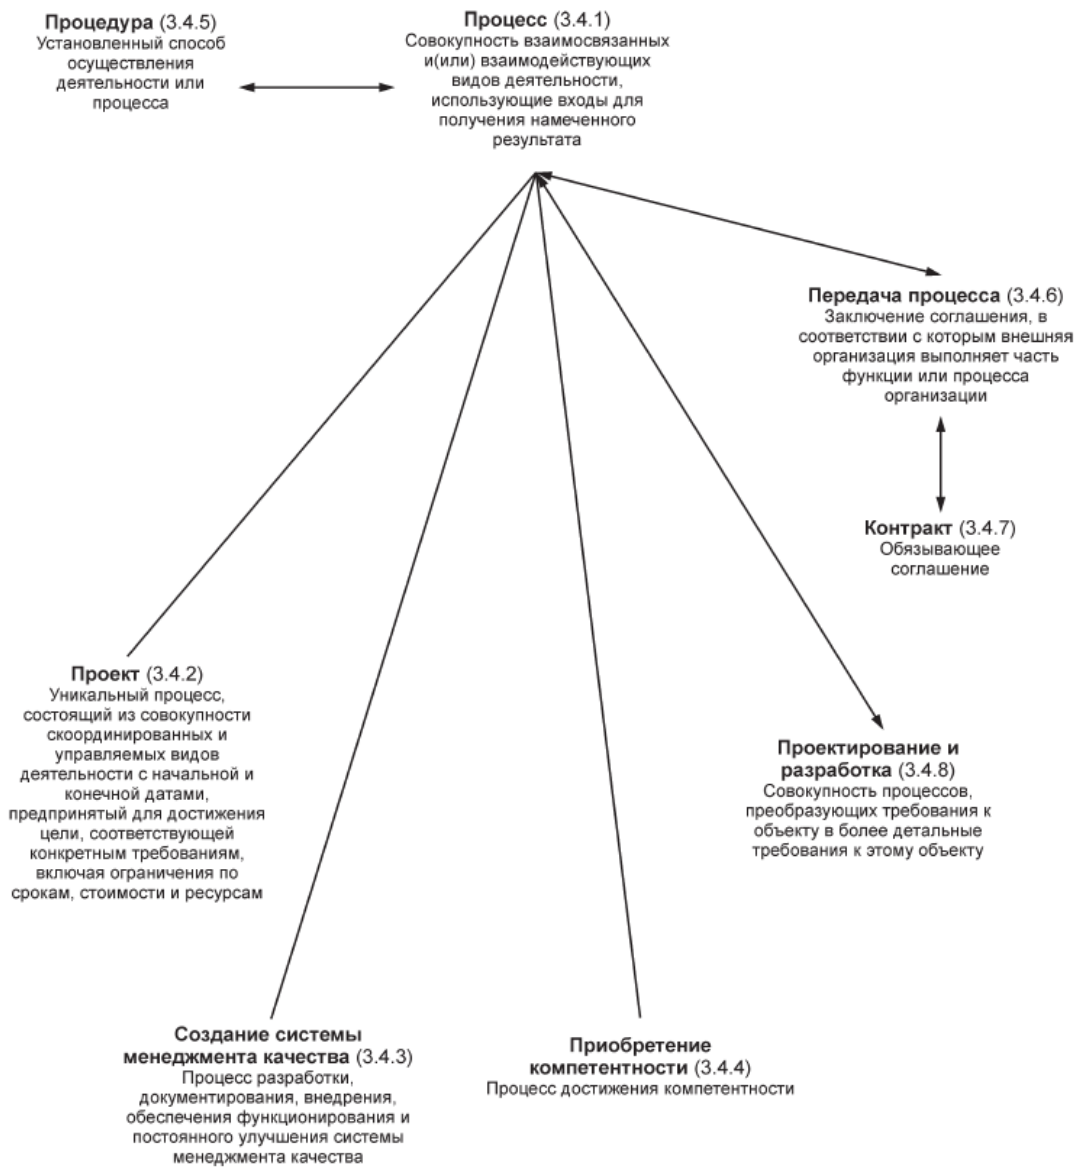 Процедура (3.4.5)
Установленный способ
осуществления
деятельности или
процесса
Процесс (3.4.1)
Совокупность взаимосвязанных
и(или) взаимодействующих
видов деятельности,
использующие входы для
получения намеченного
результата
Передача процесса (3.4.6)
Заключение соглашения, в
соответствии с которым внешняя
организация выполняет часть
функции или процесса
организации
Контракт (3.4.7)
Обязывающее
соглашение
Проект (3.4.2)
Уникальный процесс,
состоящий из совокупности
скоординированных и
управляемых видов
деятельности с начальной и
конечной датами,
предпринятый для достижения
цели, соответствующей
конкретным требованиям,
включая ограничения по
срокам, стоимости и ресурсам
Проектирование и
разработка (3.4.8)
Совокупность процессов,
преобразующих требования к
объекту в более детальные
требования к этому объекту
Создание системы
менеджмента качества (3.4.3)
Процесс разработки,
документирования, внедрения,
обеспечения функционирования и
постоянного улучшения системы
менеджмента качества
Приобретение
компетентности (3.4.4)
Процесс достижения компетентности